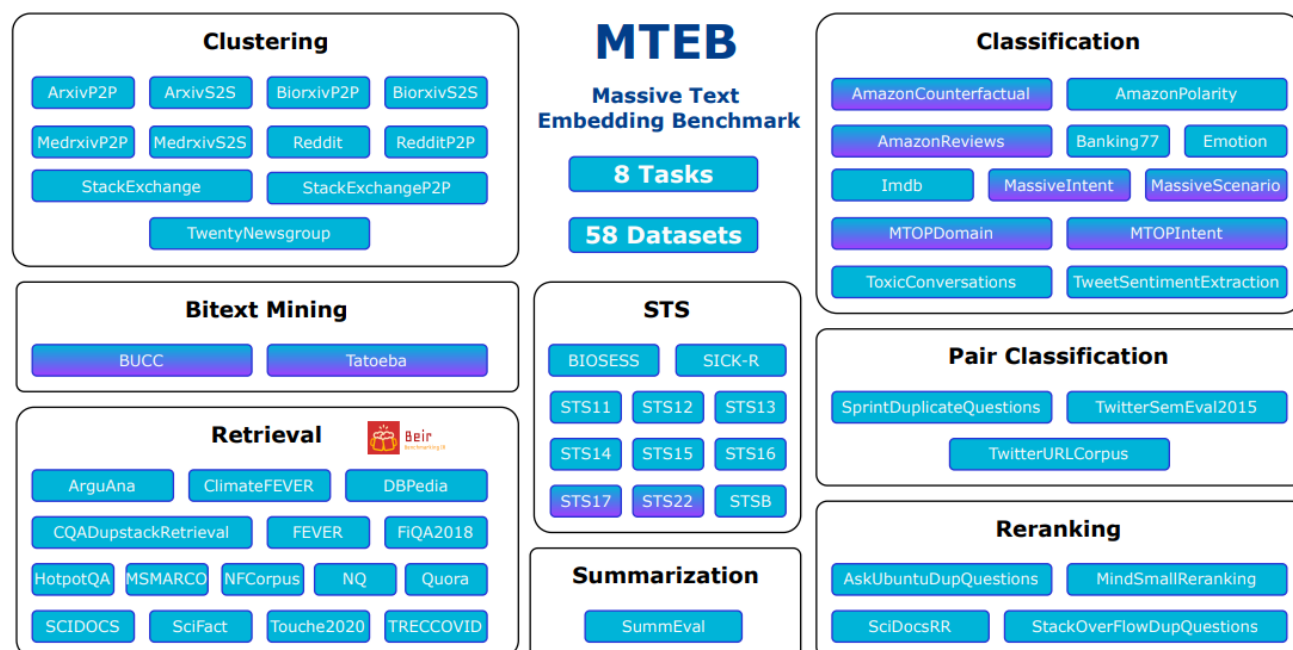 Clustering
ArxivP2P ArxivS2S BiorxivP2P BiorxivS2S
MedrxivP2P MedrxivS2S Reddit RedditP2P
StackExchange StackExchangeP2P
TwentyNewsgroup
MTEB
Massive Text
Embedding Benchmark
8 Tasks
58 Datasets
Classification
AmazonCounterfactual AmazonPolarity
AmazonReviews Banking77 Emotion
Imdb MassiveIntent MassiveScenario
MTOPDomain MTOPIntent
ToxicConversations TweetSentimentExtraction
Bitext Mining
BUCC Tatoeba
STS
BIOSESS SICK-R
STS11 STS12 STS13
STS14 STS15 STS16
STS17 STS22 STSB
Pair Classification
SprintDuplicateQuestions TwitterSemEval2015
TwitterURLCorpus
Retrieval Beir
ArguAna ClimateFEVER DBPedia
CQADupstackRetrieval FEVER FiQA2018
HotpotQA MSMARCO NFCorpus NQ Quora
SCIDOCS SciFact Touche2020 TRECCOVID
Summarization
SummEval
Reranking
AskUbuntuDupQuestions MindSmallReranking
SciDocsRR StackOverFlowDupQuestions